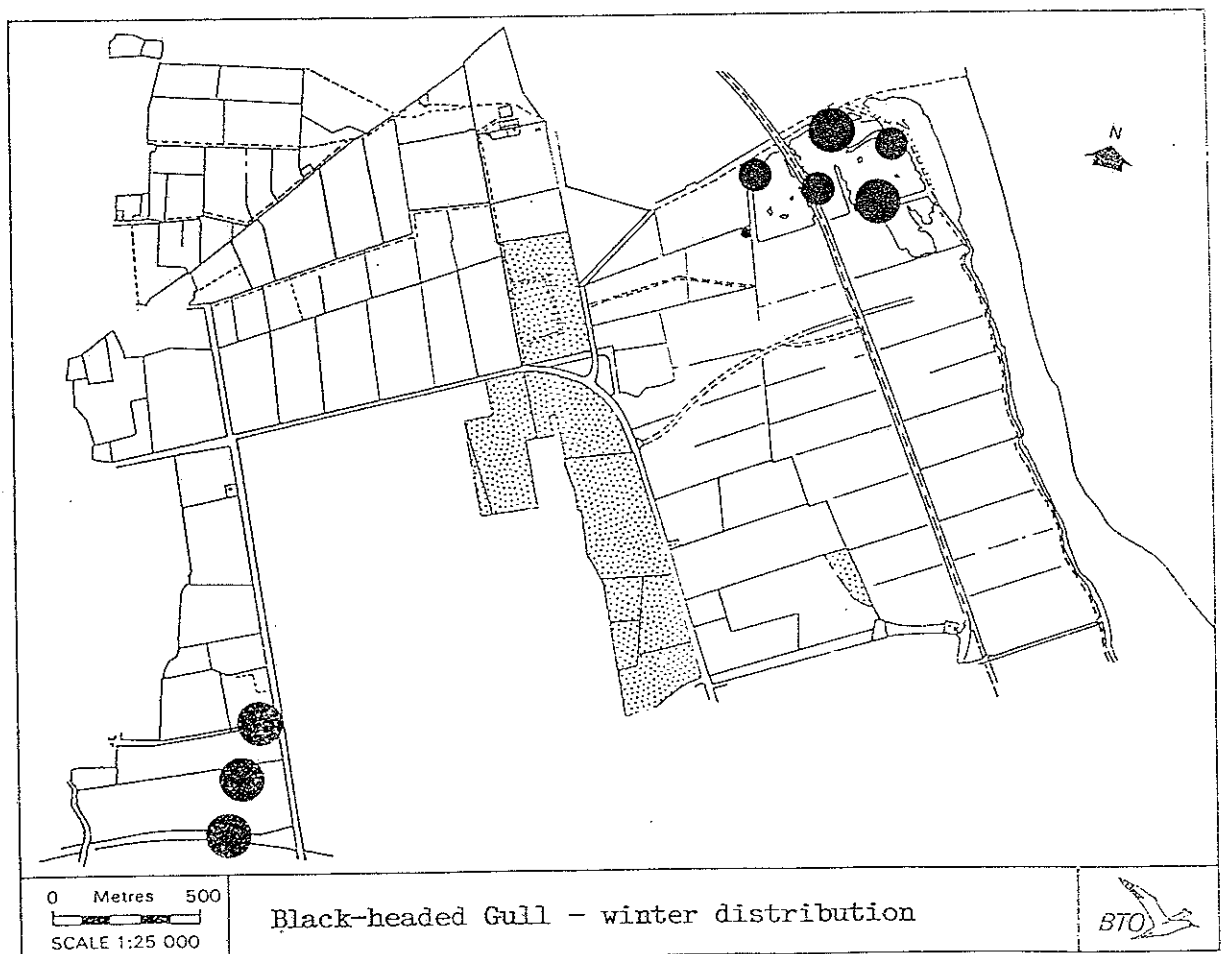 N
0 Metres 500
SCALE 1:25 000
Black-headed Gull - winter distribution
BTO